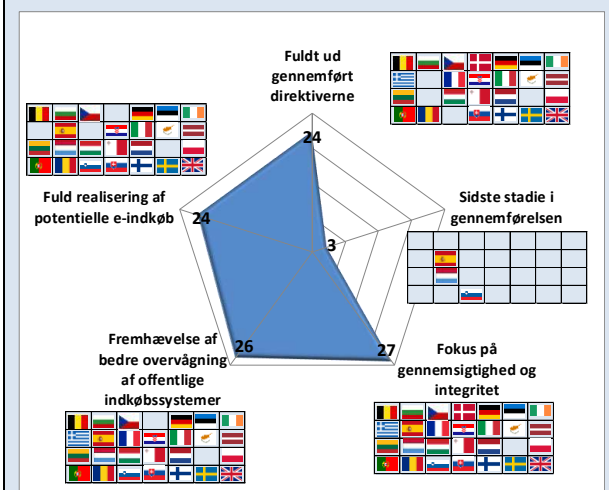 Fuldt ud
gennemført
direktiverne
24
Sidste stadie i
gennemførelsen
3
Fokus på
gennemsigtighed og
integritet
27
Fremhævelse af
bedre overvågning
af offentlige
indkøbssystemer
26
Fuld realisering af
potentielle e-indkøb
24